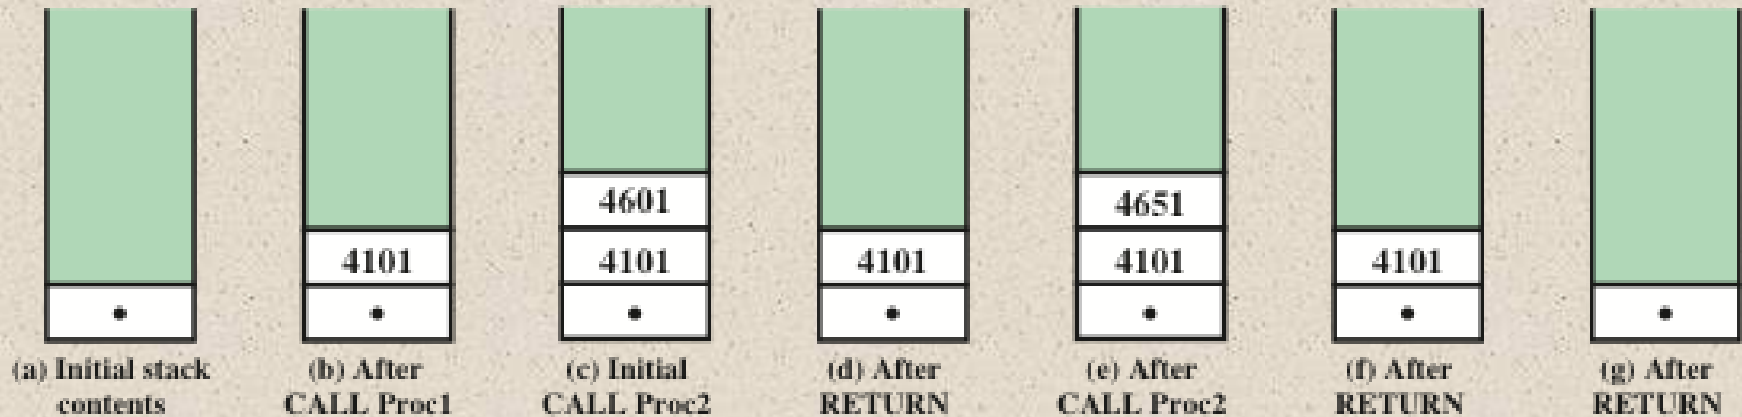 4601
4651
4101
4101
4101
4101
4101
(a) Initial stack
contents
(b) After
CALL Proc1
(c) Initial
CALL Proc2
(d) After
RETURN
(e) After
CALL Proc2
(f) After
RETURN
(g) After
RETURN